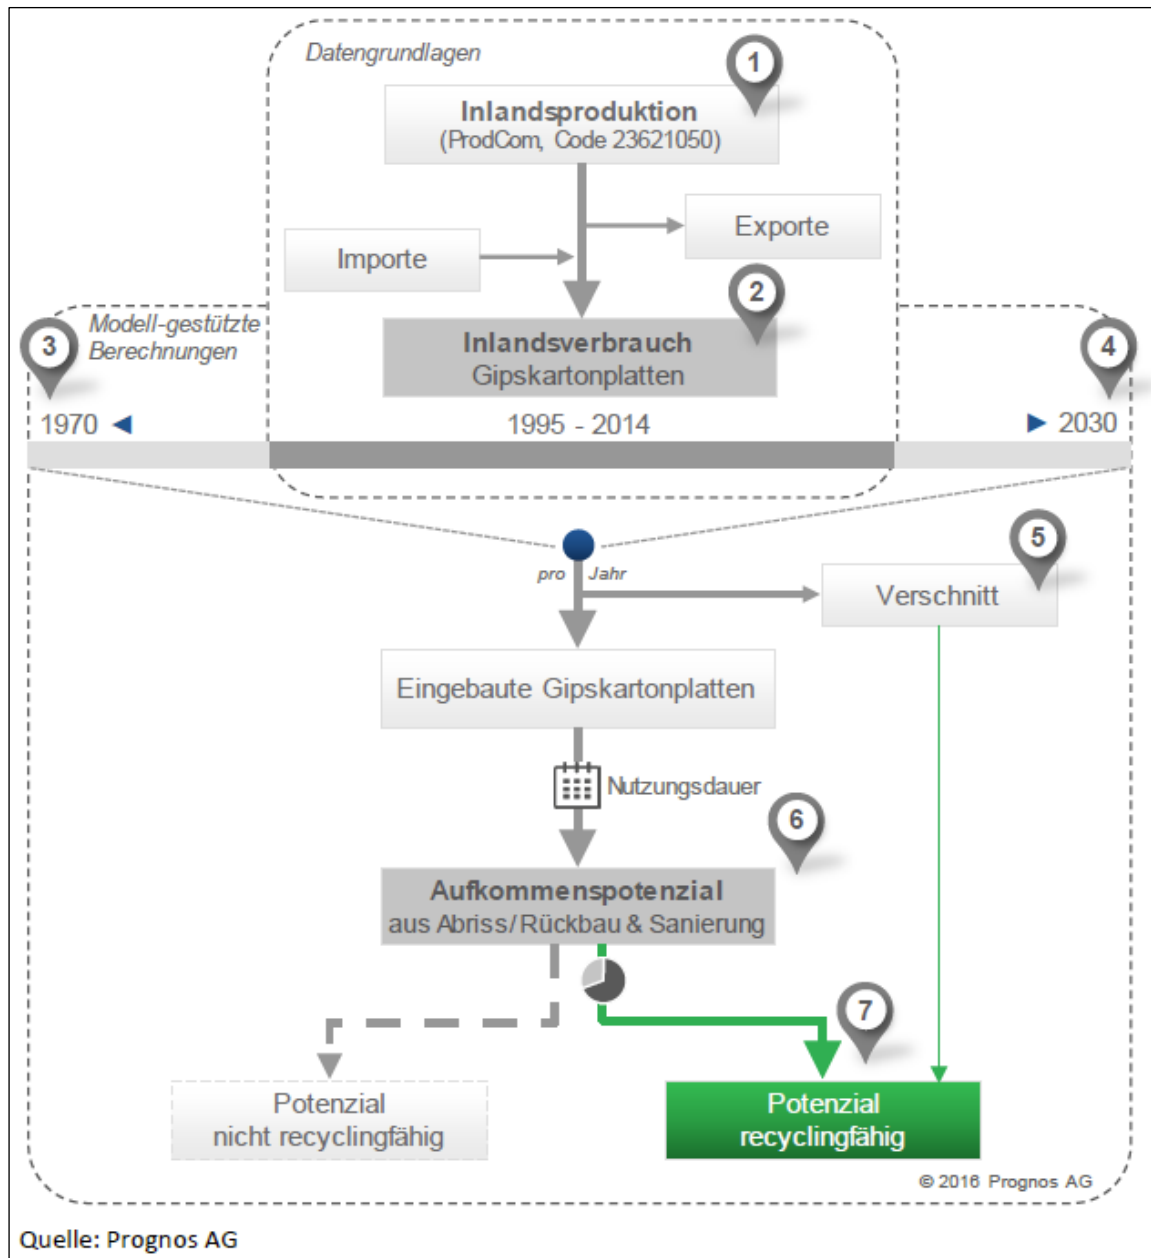 Datengrundlagen
1
Inlandsproduktion
(ProdCom, Code 23621050)
Exporte
Importe
2
Inlandsverbrauch
Gipskartonplatten
3
Modell-gestützte
Berechnungen
4
1970 ◄
1995 - 2014
► 2030
5
pro Jahr
Verschnitt
Eingebaute Gipskartonplatten
Nutzungsdauer
6
Aufkommenspotenzial
aus Abriss/Rückbau & Sanierung
7
Potenzial
nicht recyclingfähig
Potenzial
recyclingfähig
© 2016 Prognos AG
Quelle: Prognos AG